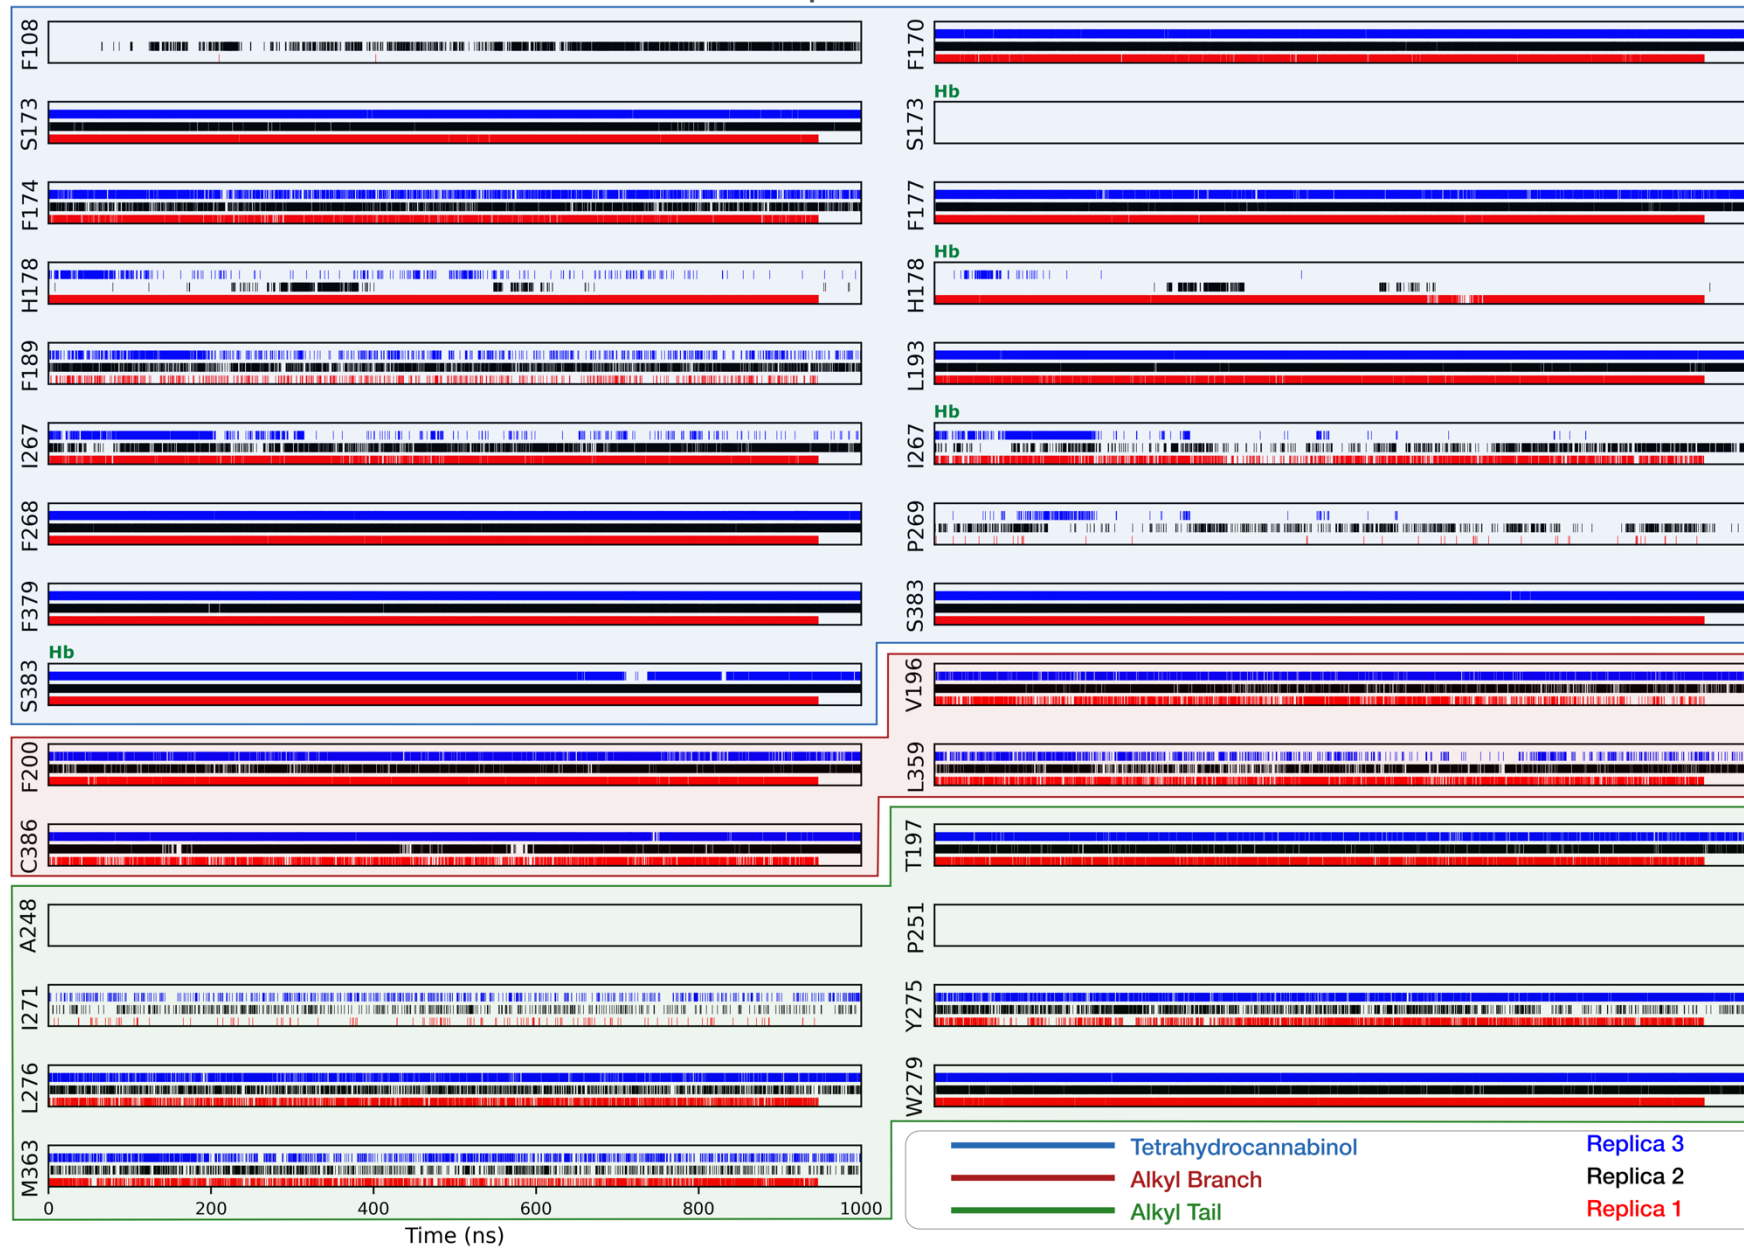 F108
F170
Hb
S173
S173
F174
F177
Hb
H178
H178
F189
L193
Hb
I267
I267
F268
P269
F379
S383
Hb
S383
V196
F200
L359
C386
T197
A248
P251
I271
Y275
L276
W279
M363
0 200 400 600 800 1000
Time (ns)
Tetrahydrocannabinol Replica 3
Alkyl Branch Replica 2
Alkyl Tail Replica 1